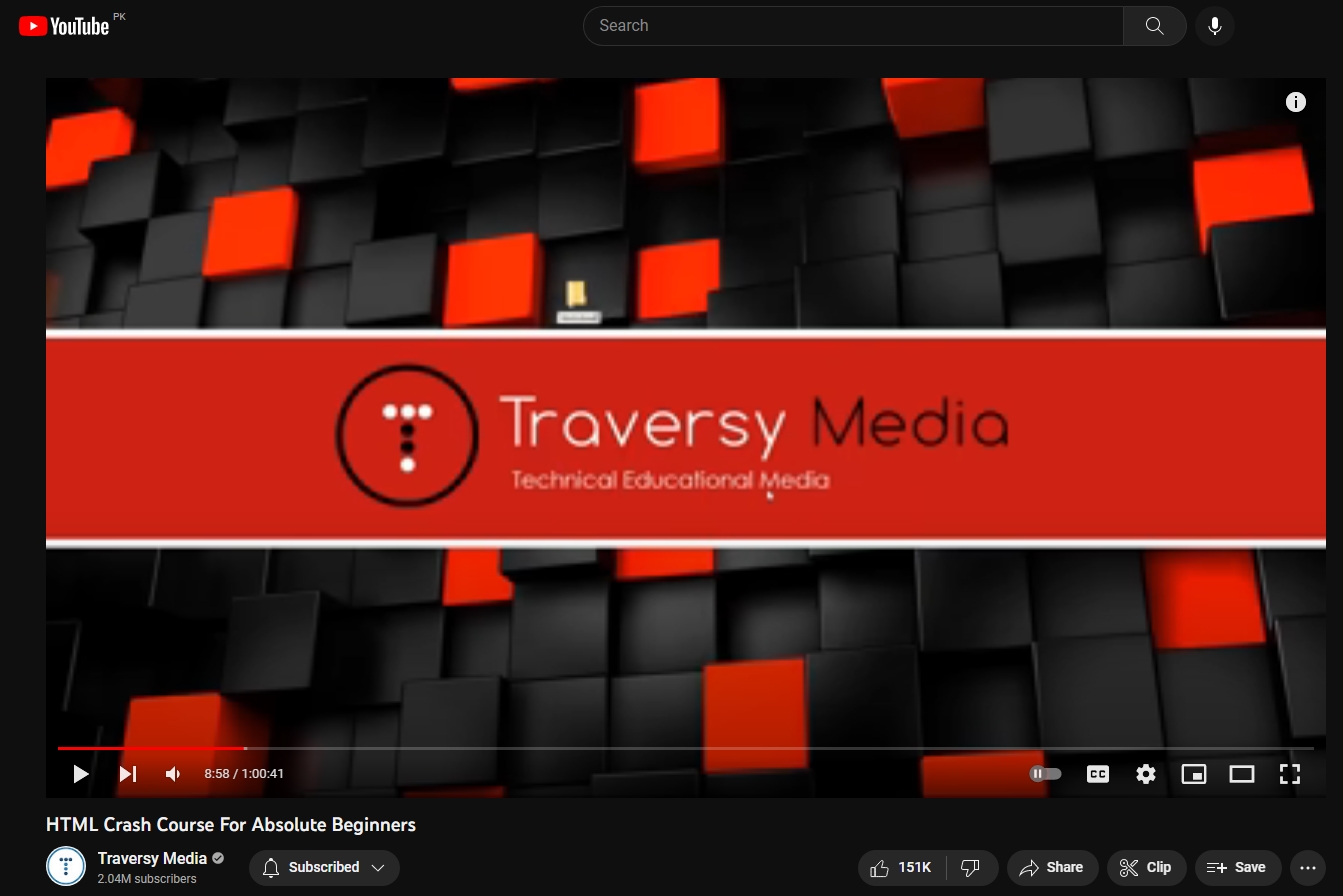 YouTube PK
Search
Traversy Media
Technical Educational Media
8:58 / 1:00:41
CC
HTML Crash Course For Absolute Beginners
Traversy Media
2.04M subscribers
Subscribed
151K
Share
Clip
Save